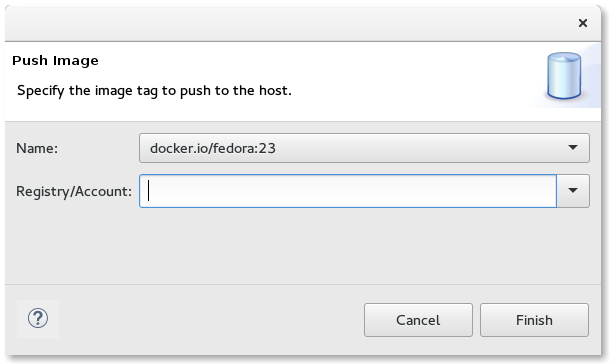 Push Image
Specify the image tag to push to the host.
Name: docker.io/fedora:23
Registry/Account:
Cancel Finish